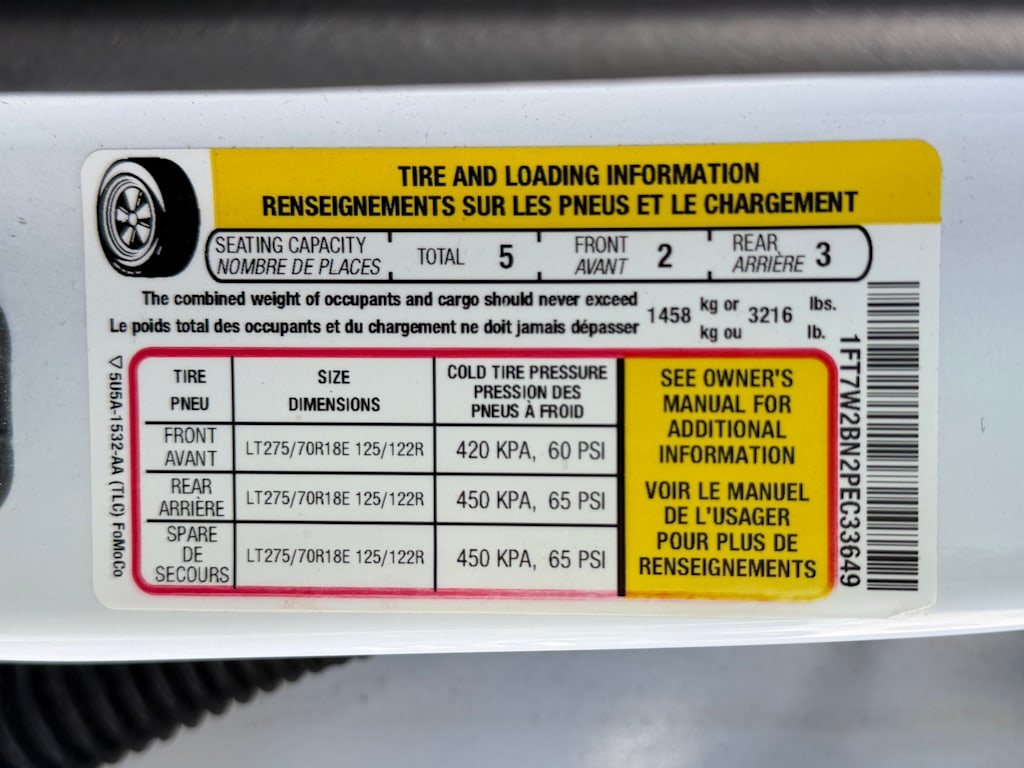 TIRE AND LOADING INFORMATION
RENSEIGNEMENTS SUR LES PNEUS ET LE CHARGEMENT
SEATING CAPACITY
NOMBRE DE PLACES
TOTAL 5
FRONT
AVANT 2
REAR
ARRIÈRE 3
The combined weight of occupants and cargo should never exceed 1458 kg or 3216 lbs.
Le poids total des occupants et du chargement ne doit jamais dépasser kg ou lb.
TIRE
PNEU
SIZE
DIMENSIONS
COLD TIRE PRESSURE
PRESSION DES
PNEUS À FROID
FRONT
AVANT
LT275/70R18E 125/122R
420 KPA, 60 PSI
REAR
ARRIÈRE
LT275/70R18E 125/122R
450 KPA, 65 PSI
SPARE
DE
SECOURS
LT275/70R18E 125/122R
450 KPA, 65 PSI
SEE OWNER'S
MANUAL FOR
ADDITIONAL
INFORMATION
VOIR LE MANUEL
DE L'USAGER
POUR PLUS DE
RENSEIGNEMENTS
5U5A-1532-AA (TLC) FoMoCo
1FT7W2BN2PEC33649